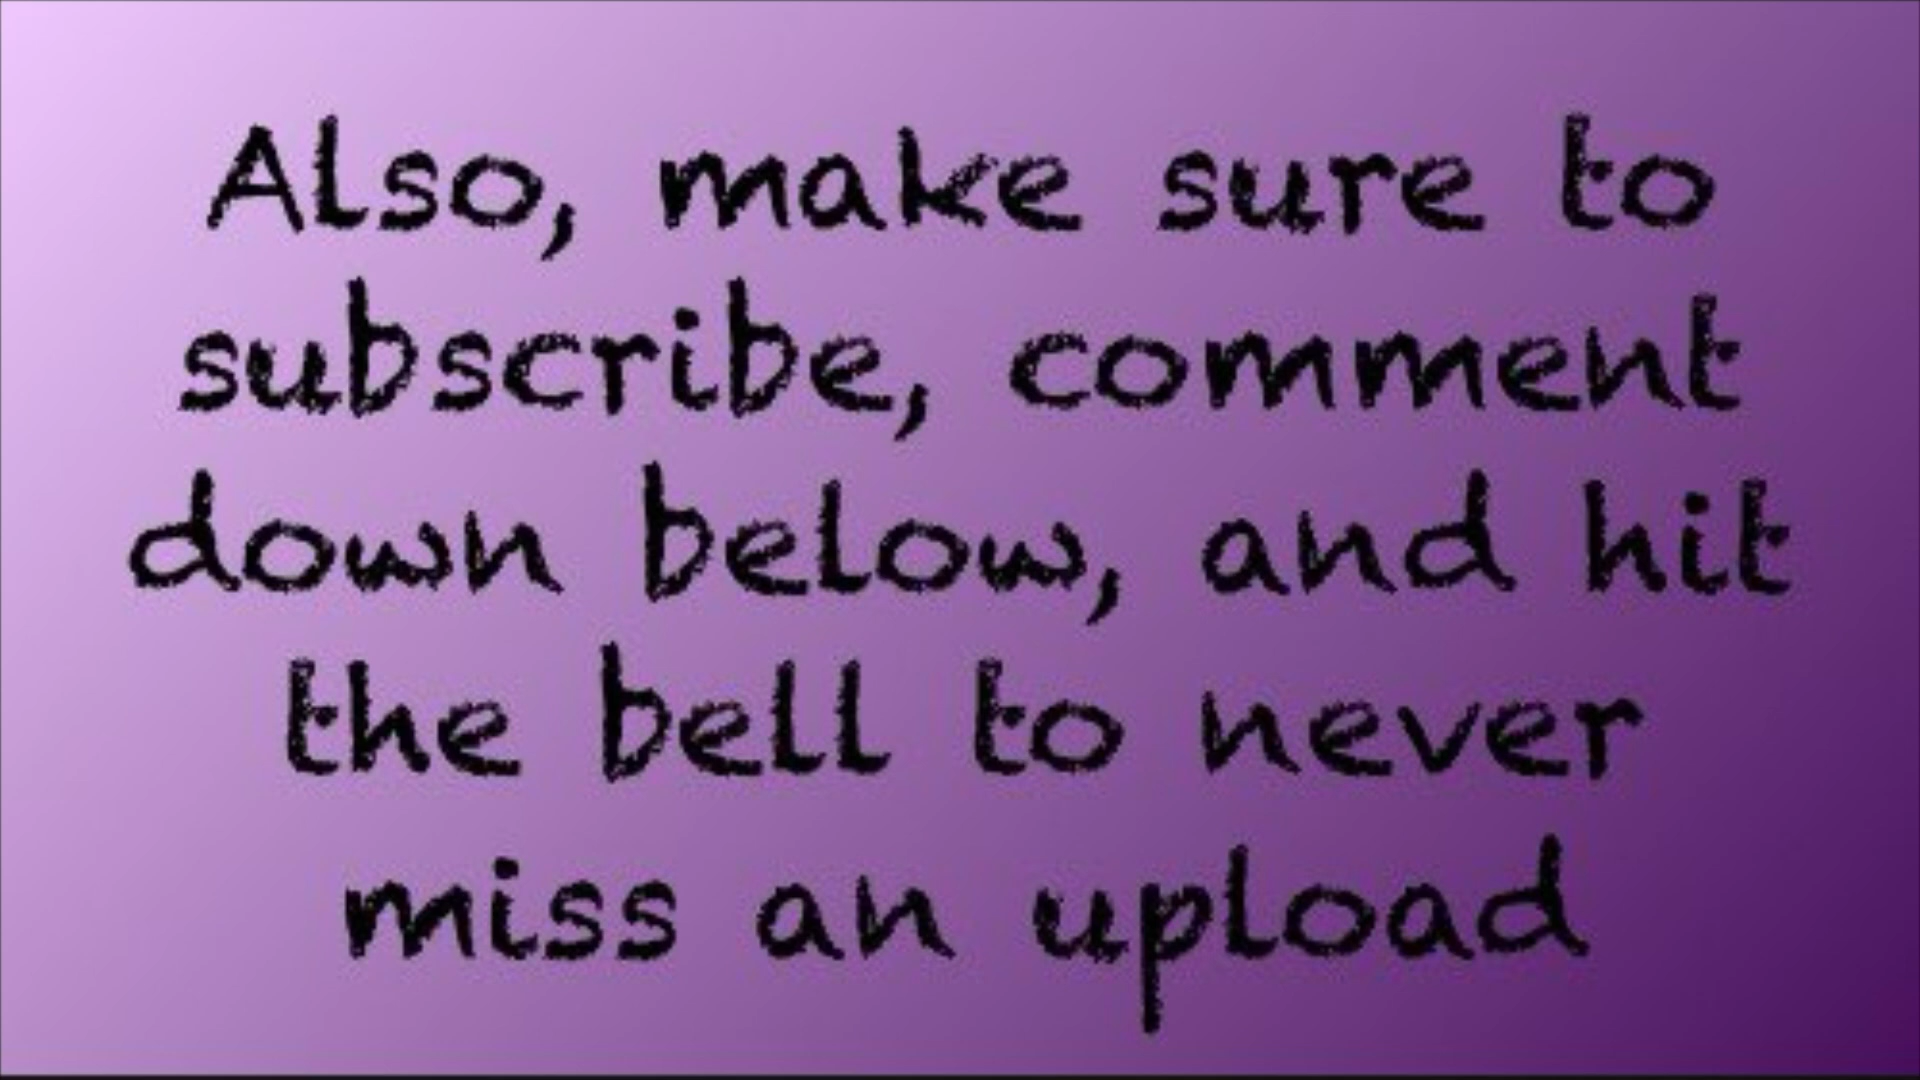 Also, make sure to
subscribe, comment
down below, and hit
the bell to never
miss an upload